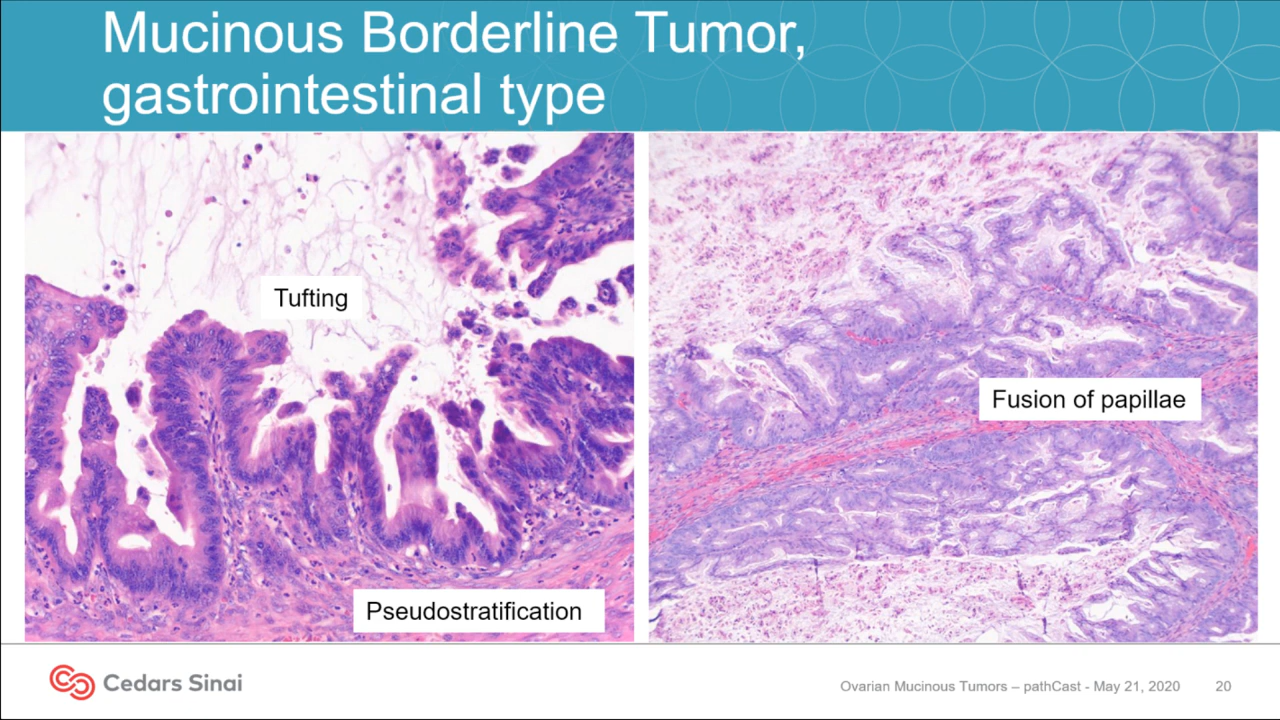 Mucinous Borderline Tumor,
gastrointestinal type
Tufting
Pseudostratification
Fusion of papillae
Cedars Sinai
Ovarian Mucinous Tumors – pathCast - May 21, 2020
20